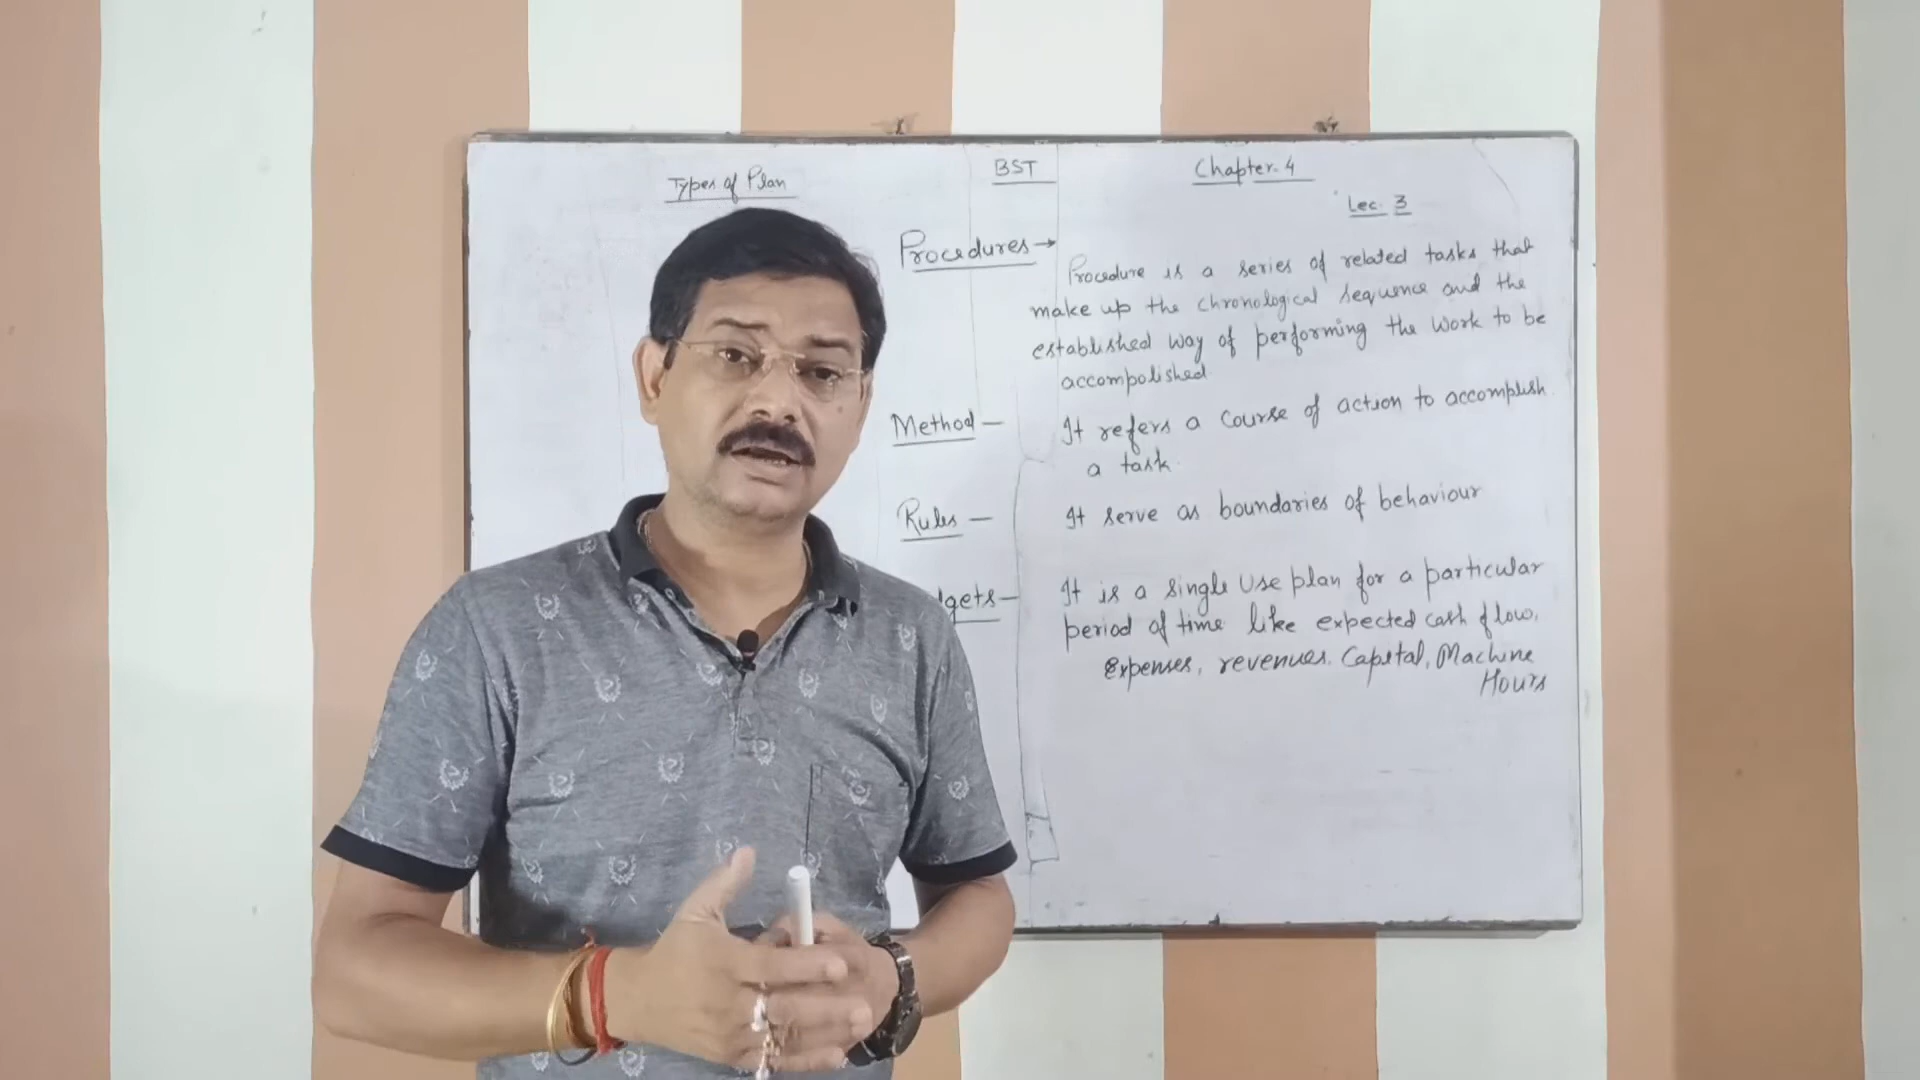 Types of Plan
BST
Chapter-4
Lec. 3
Procedures →
Procedure is a series of related tasks that
make up the chronological sequence and the
established way of performing the work to be
accompolished
Method — It refers a course of action to accomplish.
a task.
Rules — It serve as boundaries of behaviour
dgets— It is a single use plan for a particular
period of time like expected cash flow,
Expenses, revenues. Capital, Machine
Hours